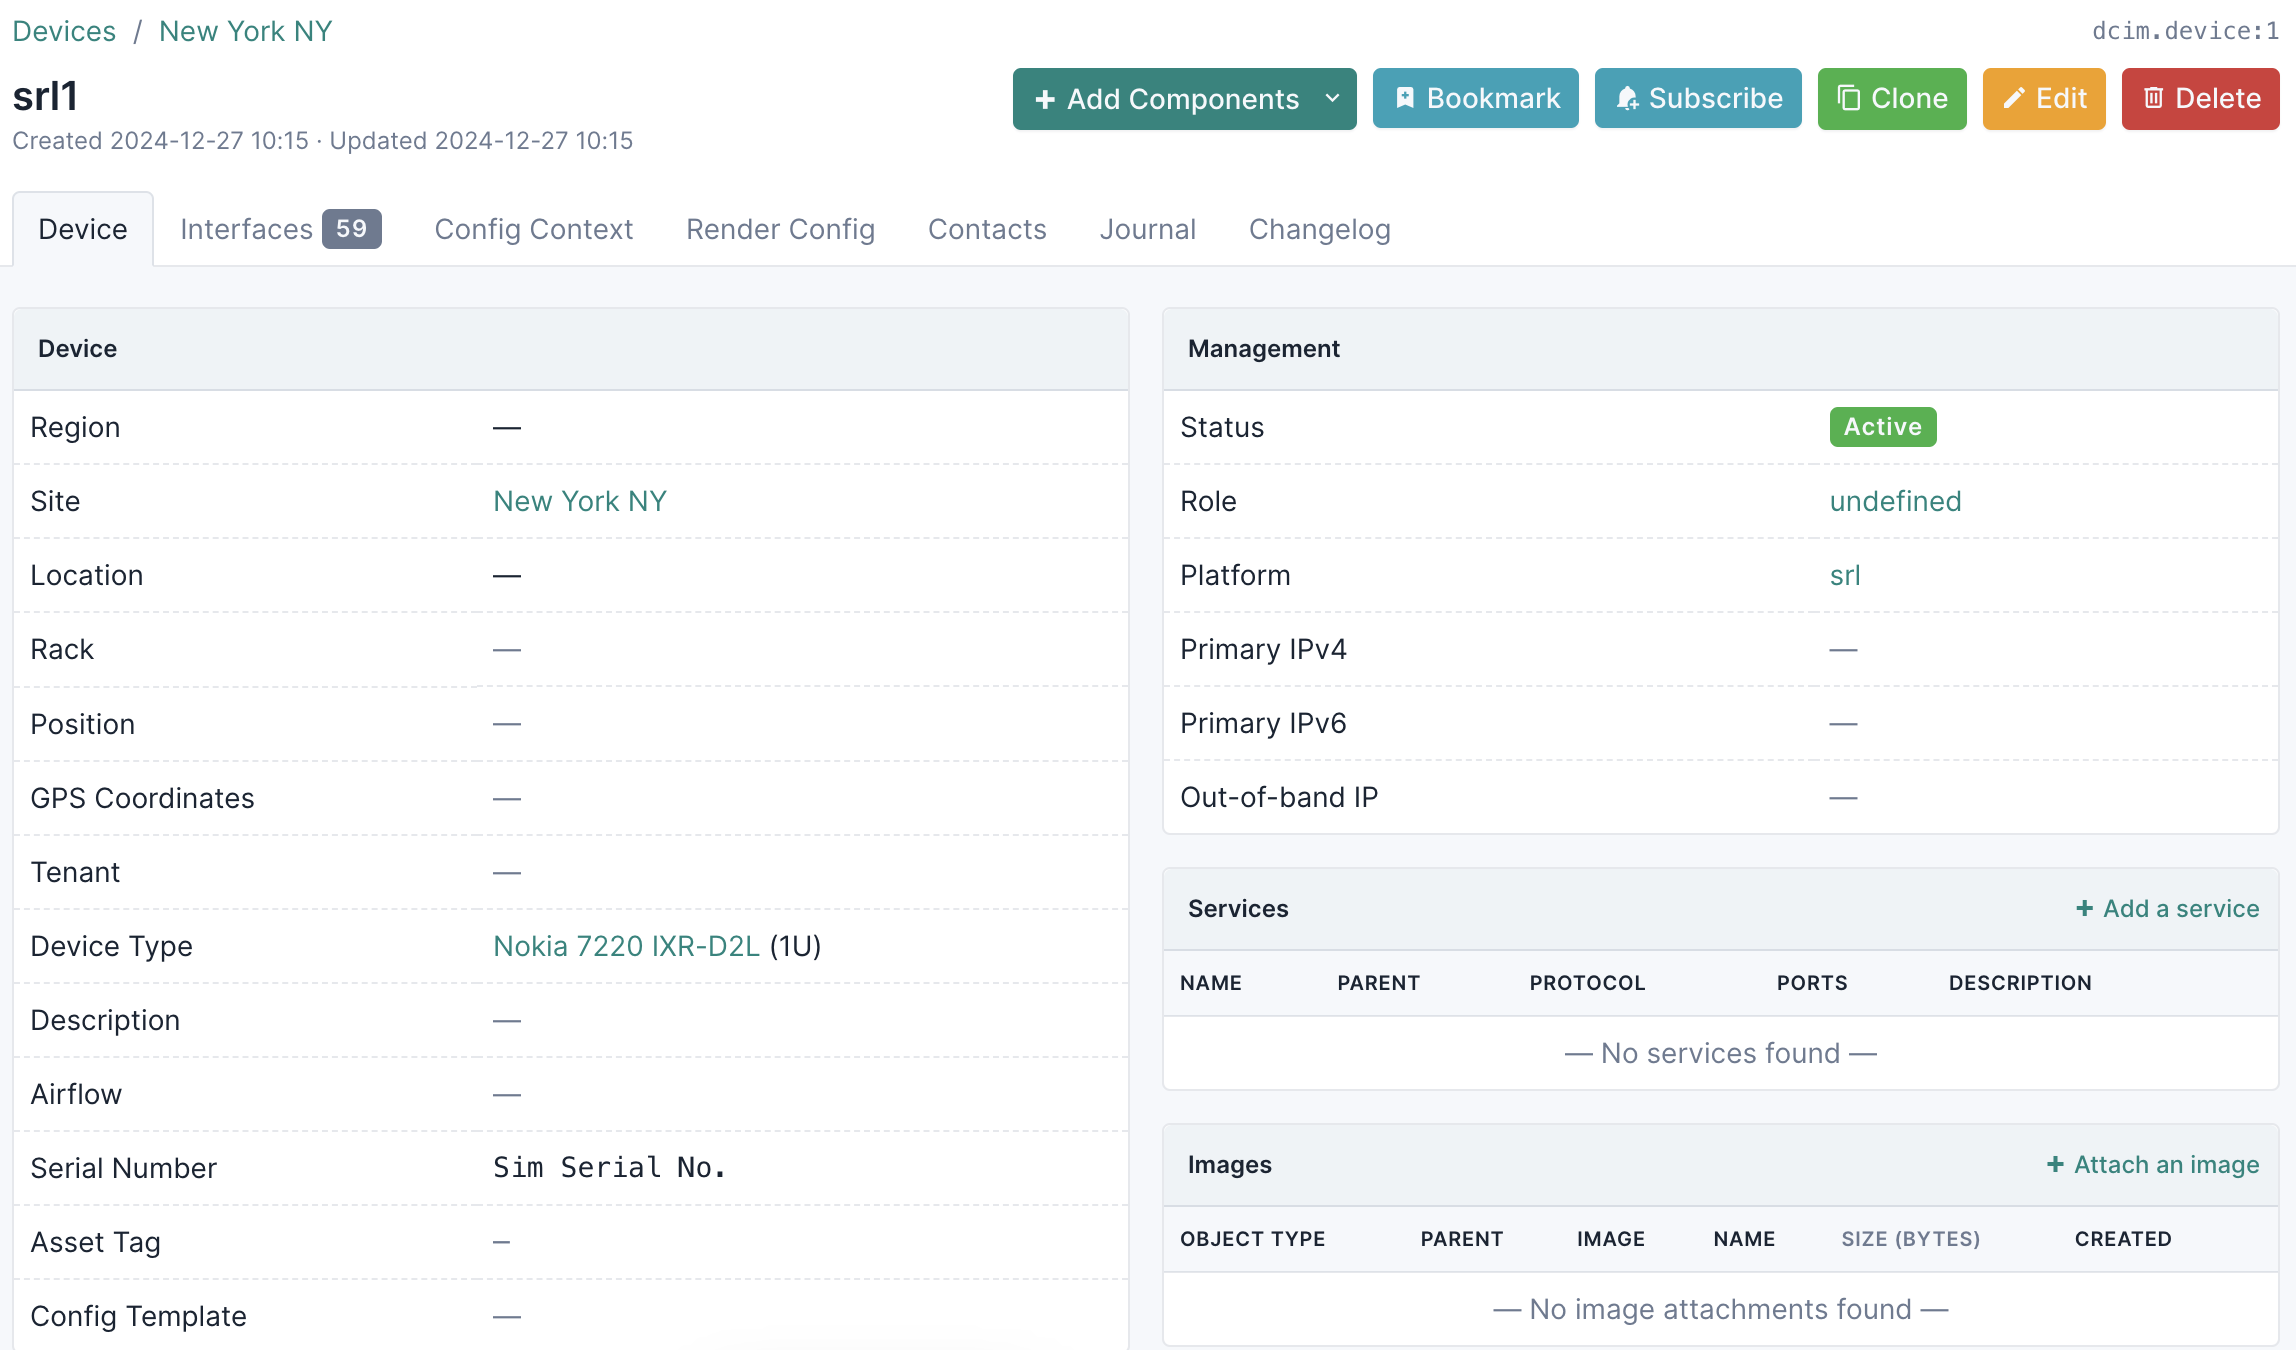 Devices / New York NY
dcim.device:1
srl1
Created 2024-12-27 10:15 · Updated 2024-12-27 10:15
+ Add Components
Bookmark
Subscribe
Clone
Edit
Delete
Device
Interfaces 59
Config Context
Render Config
Contacts
Journal
Changelog
Device
Region —
Site New York NY
Location —
Rack —
Position —
GPS Coordinates —
Tenant —
Device Type Nokia 7220 IXR-D2L (1U)
Description —
Airflow —
Serial Number Sim Serial No.
Asset Tag –
Config Template —
Management
Status Active
Role undefined
Platform srl
Primary IPv4 —
Primary IPv6 —
Out-of-band IP —
Services + Add a service
NAME PARENT PROTOCOL PORTS DESCRIPTION
— No services found —
Images + Attach an image
OBJECT TYPE PARENT IMAGE NAME SIZE (BYTES) CREATED
— No image attachments found —